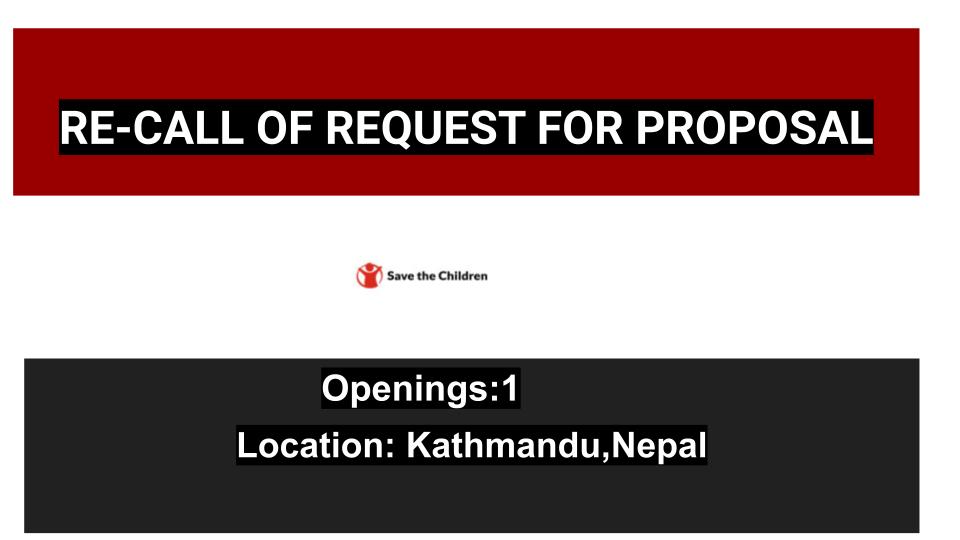 RE-CALL OF REQUEST FOR PROPOSAL
Save the Children
Openings:1
Location: Kathmandu,Nepal